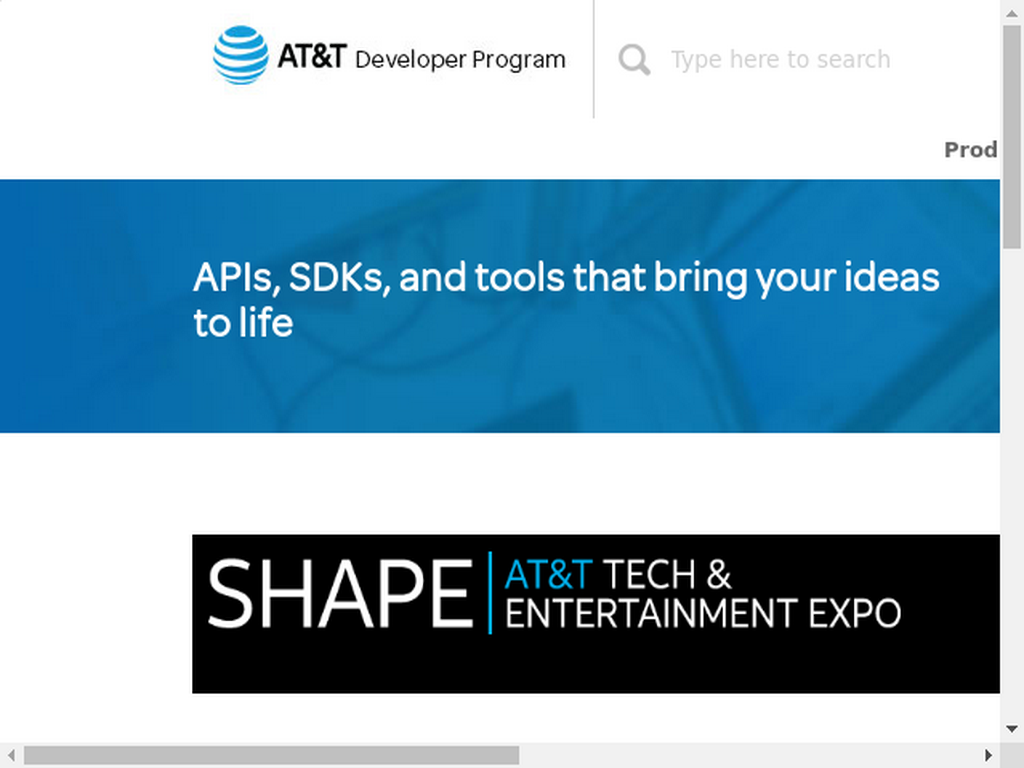 AT&T Developer Program
Type here to search
Prod
APIs, SDKs, and tools that bring your ideas
to life
SHAPE
AT&T TECH &
ENTERTAINMENT EXPO